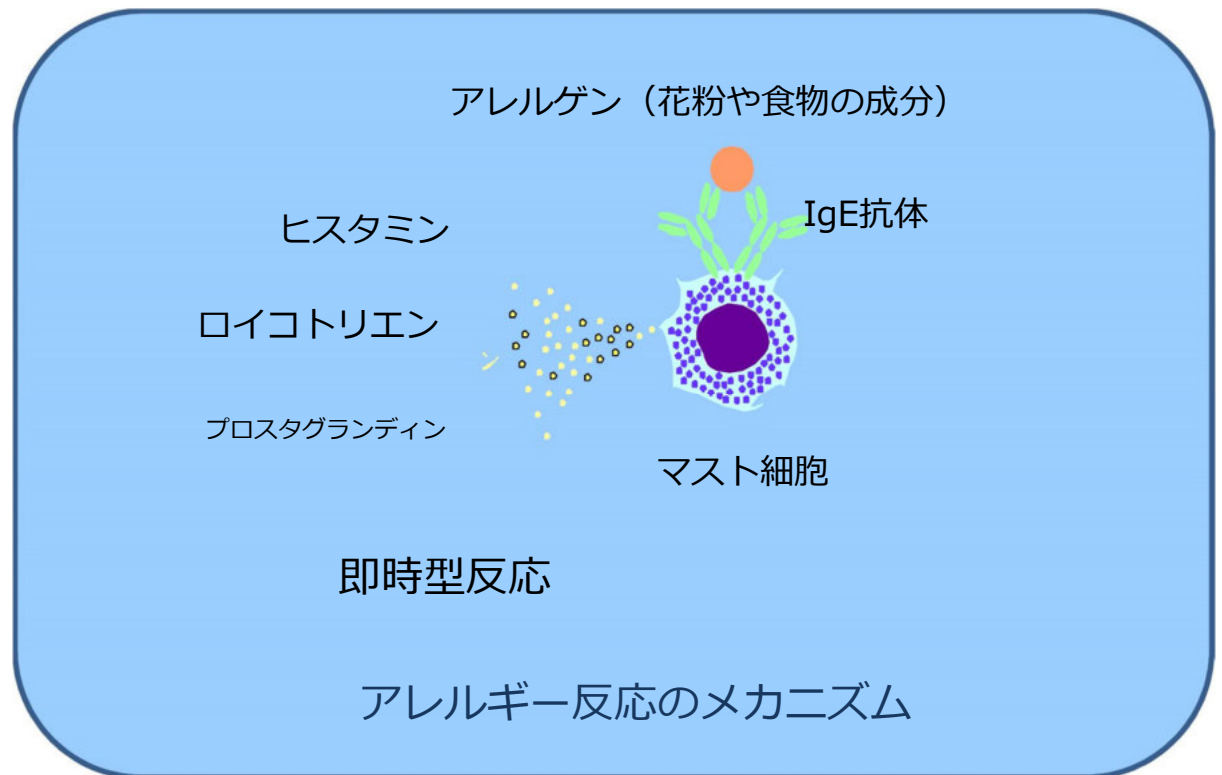 アレルゲン（花粉や食物の成分）
IgE抗体
ヒスタミン
ロイコトリエン
プロスタグランディン
マスト細胞
即時型反応
アレルギー反応のメカニズム